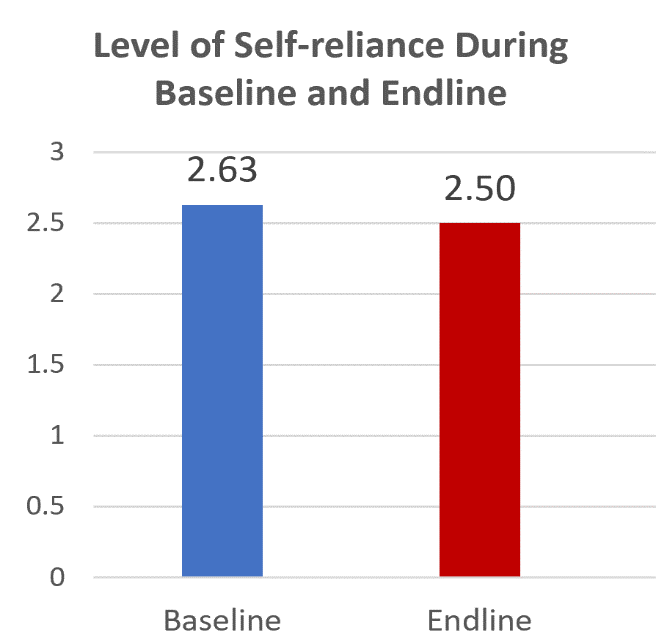 Level of Self-reliance During
Baseline and Endline
3
2.63
2.50
2.5
2
1.5
1
0.5
0
Baseline
Endline